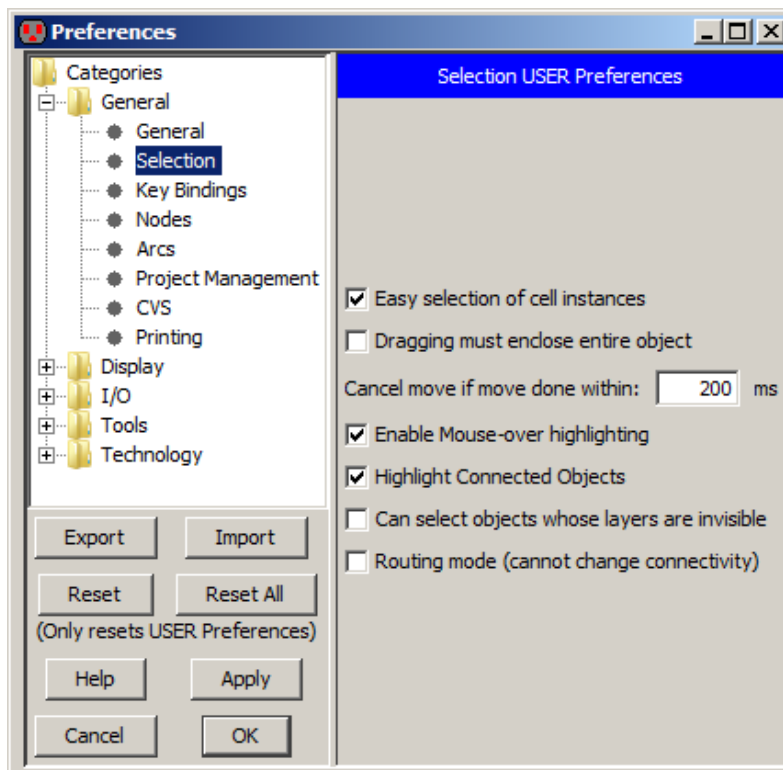 Preferences
Categories
General
General
Selection
Key Bindings
Nodes
Arcs
Project Management
CVS
Printing
Display
I/O
Tools
Technology
Export
Import
Reset
Reset All
(Only resets USER Preferences)
Help
Apply
Cancel
OK
Selection USER Preferences
Easy selection of cell instances
Dragging must enclose entire object
Cancel move if move done within: 200 ms
Enable Mouse-over highlighting
Highlight Connected Objects
Can select objects whose layers are invisible
Routing mode (cannot change connectivity)